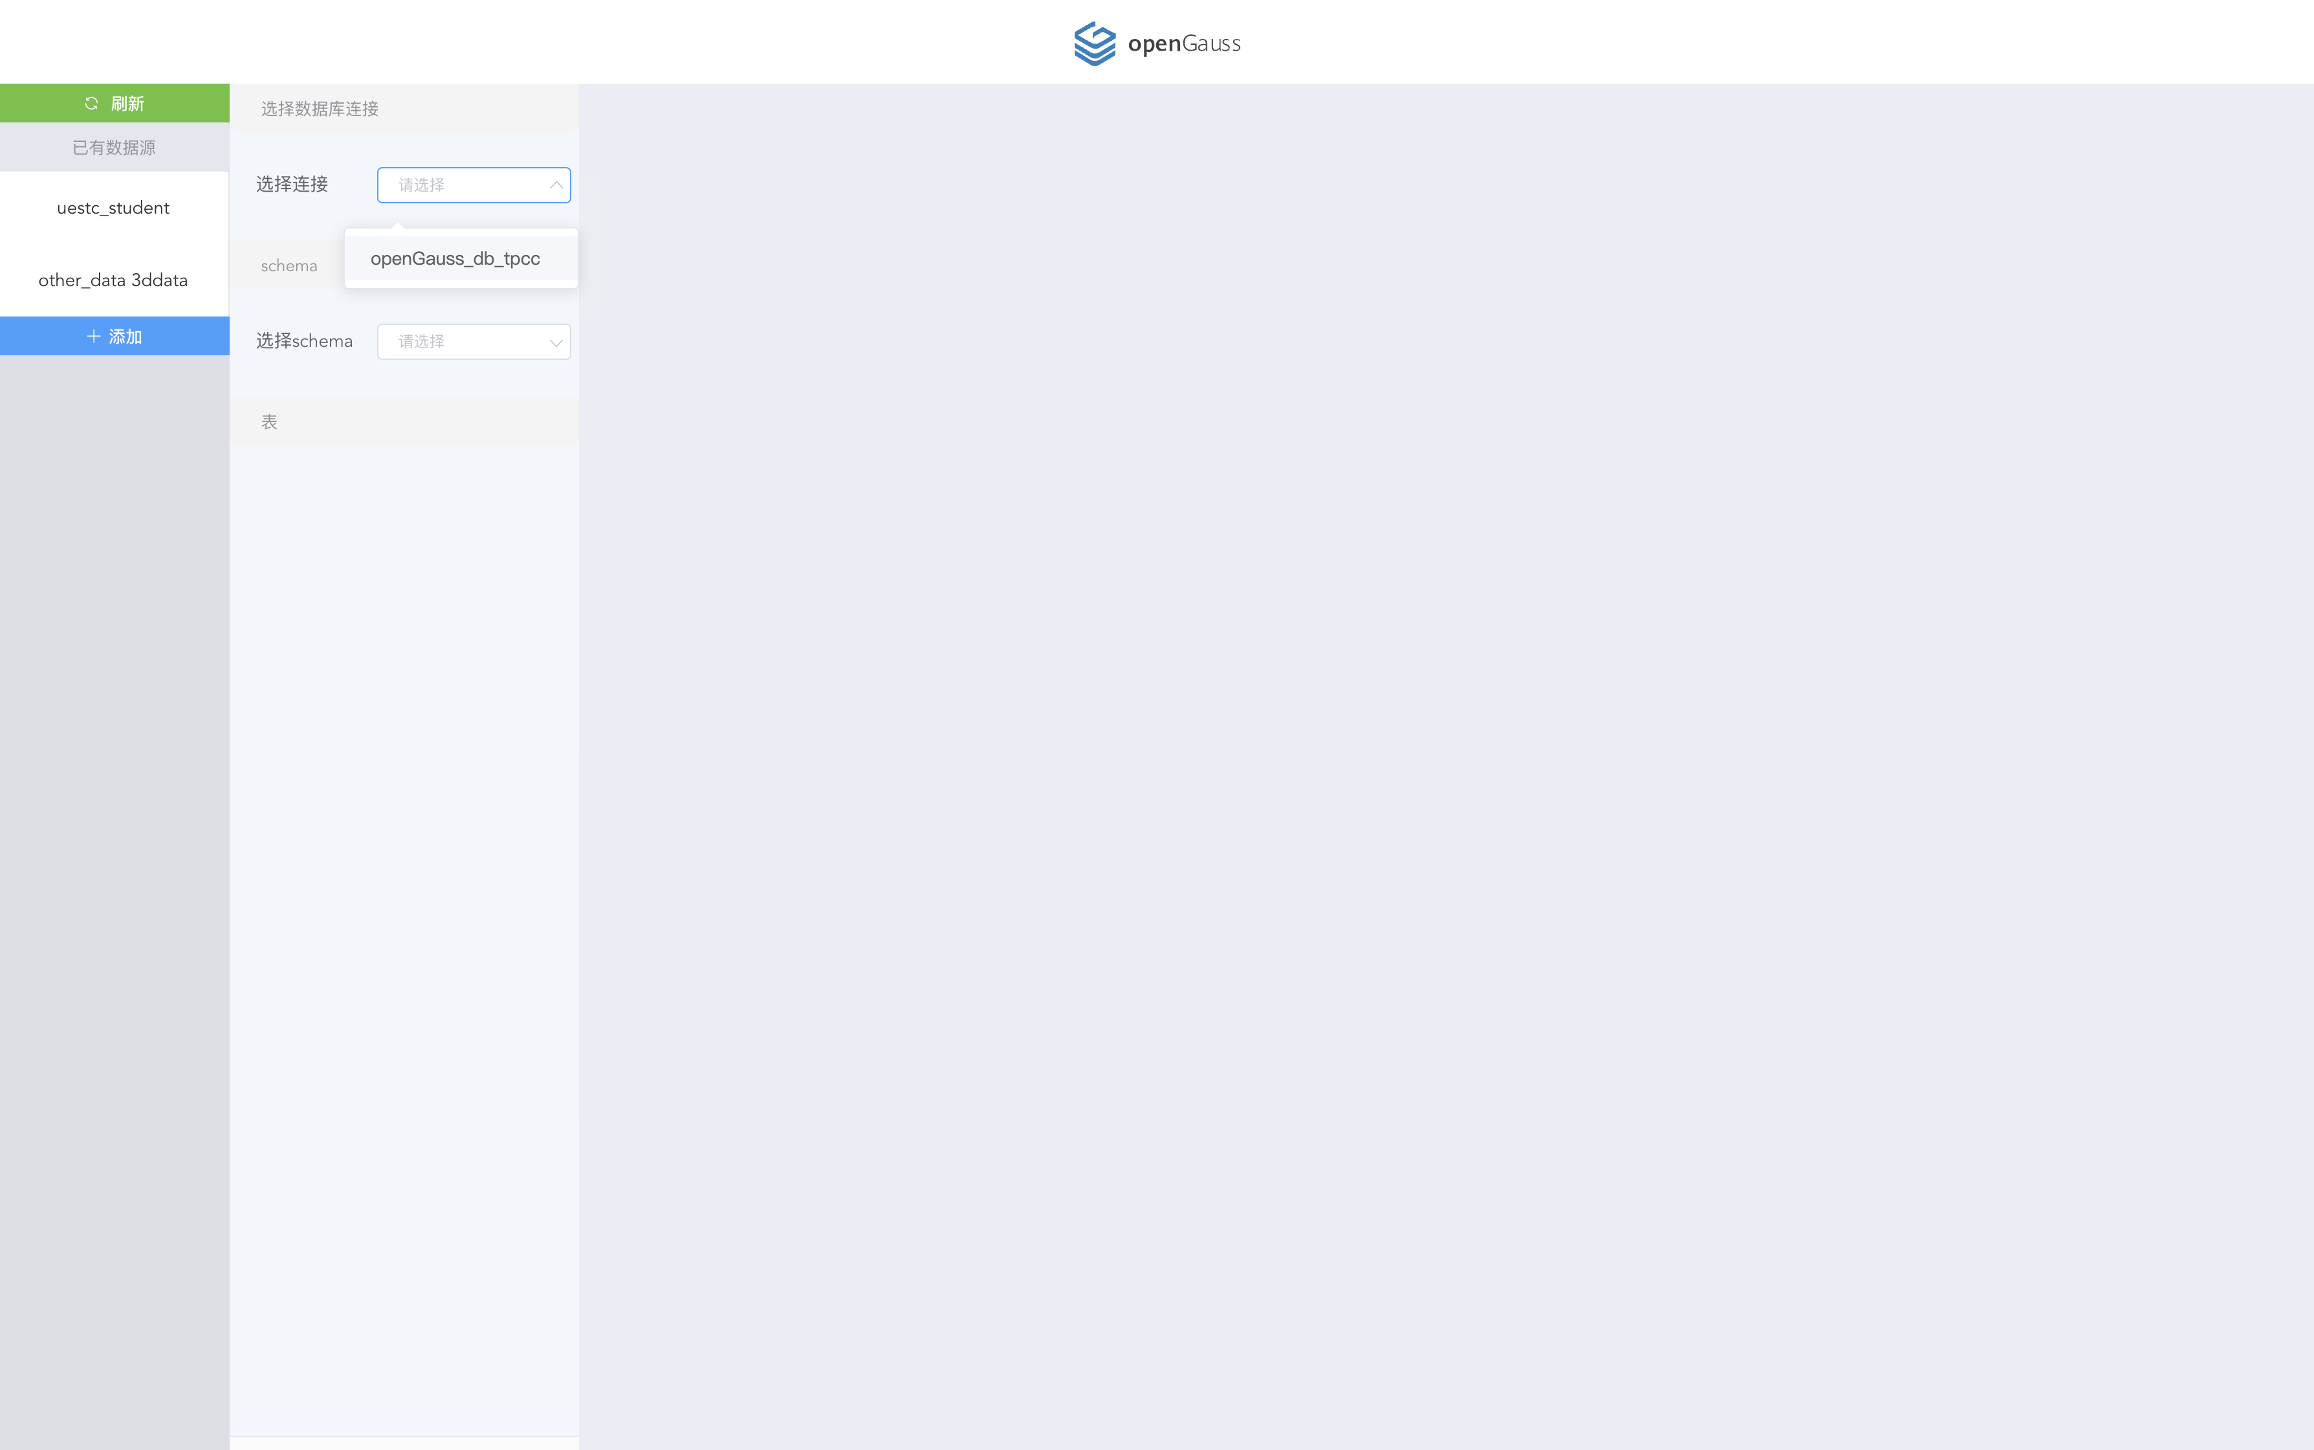 openGauss
刷新
已有数据源
uestc_student
other_data 3ddata
添加
选择数据库连接
选择连接
请选择
openGauss_db_tpcc
schema
选择schema
请选择
表